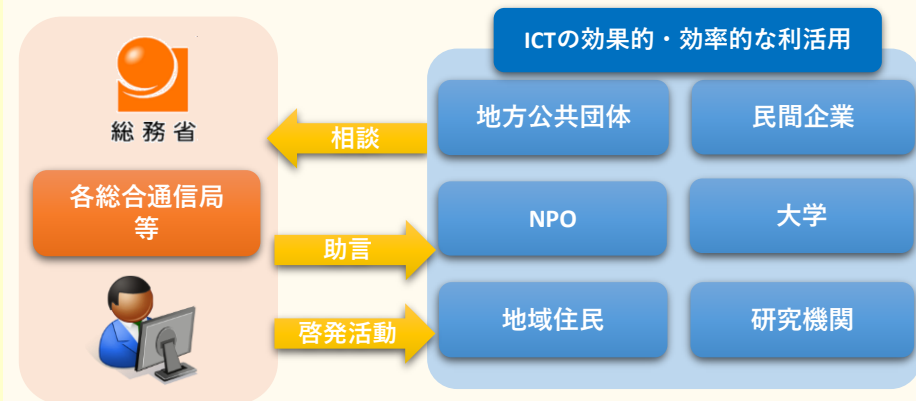 ICTの効果的・効率的な利活用
総務省
各総合通信局
等
相談
助言
啓発活動
地方公共団体
民間企業
NPO
大学
地域住民
研究機関